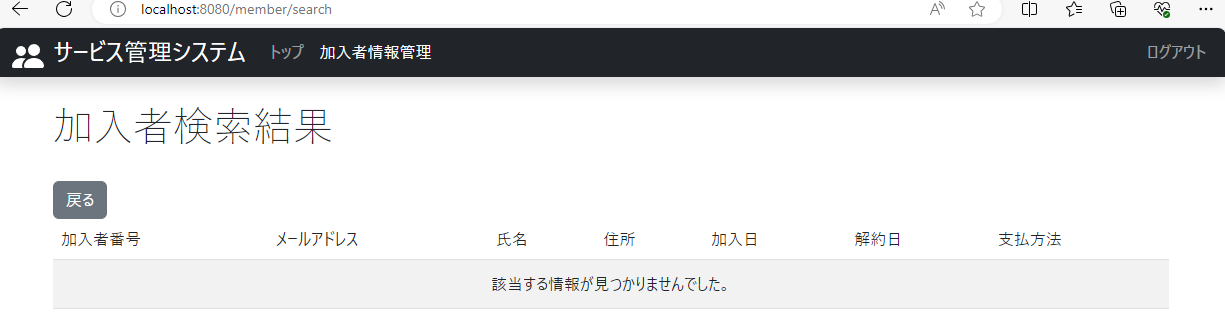 localhost:8080/member/search
サービス管理システム トップ 加入者情報管理 ログアウト
加入者検索結果
戻る
加入者番号 メールアドレス 氏名 住所 加入日 解約日 支払方法
該当する情報が見つかりませんでした。